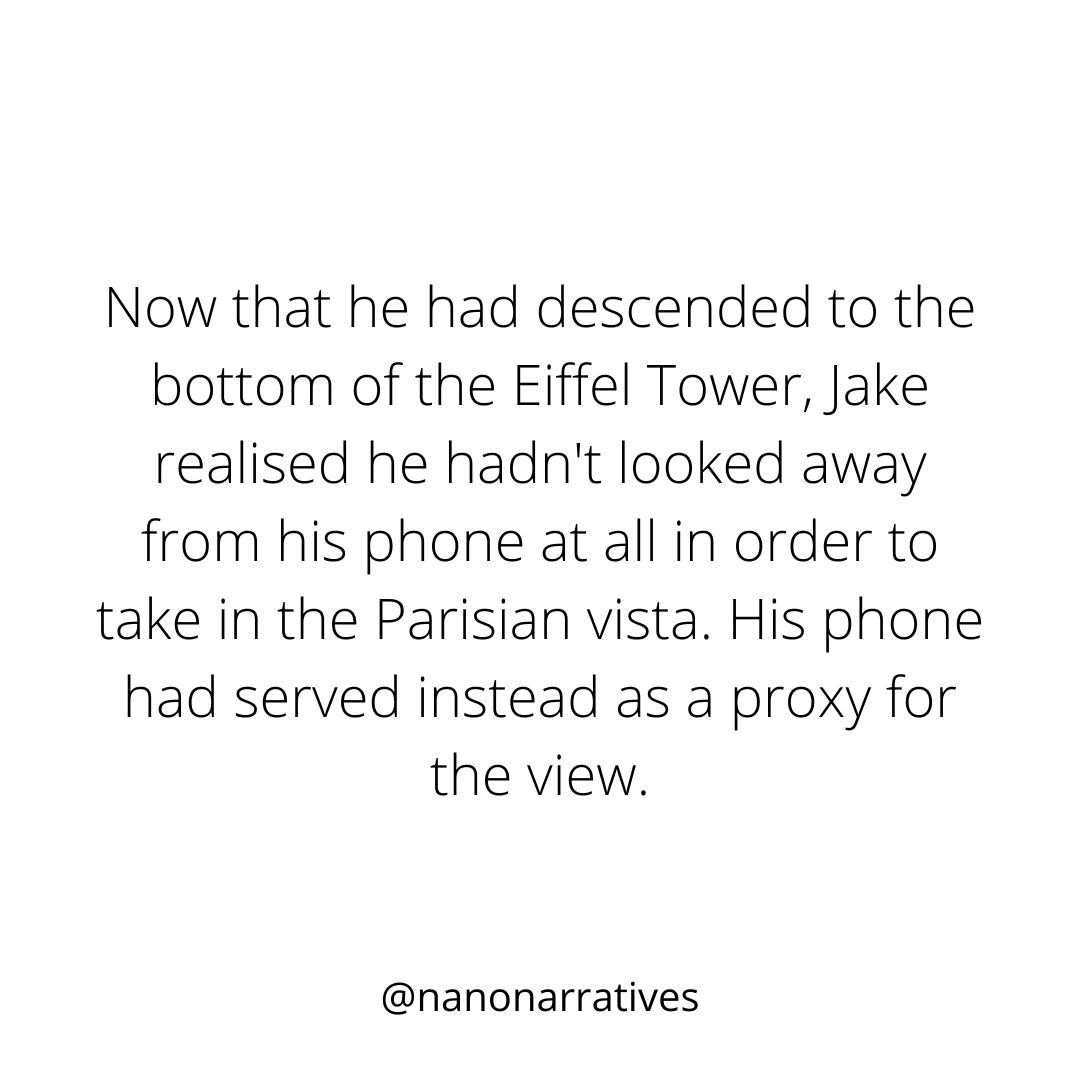 Now that he had descended to the
bottom of the Eiffel Tower, Jake
realised he hadn't looked away
from his phone at all in order to
take in the Parisian vista. His phone
had served instead as a proxy for
the view.
@nanonarratives